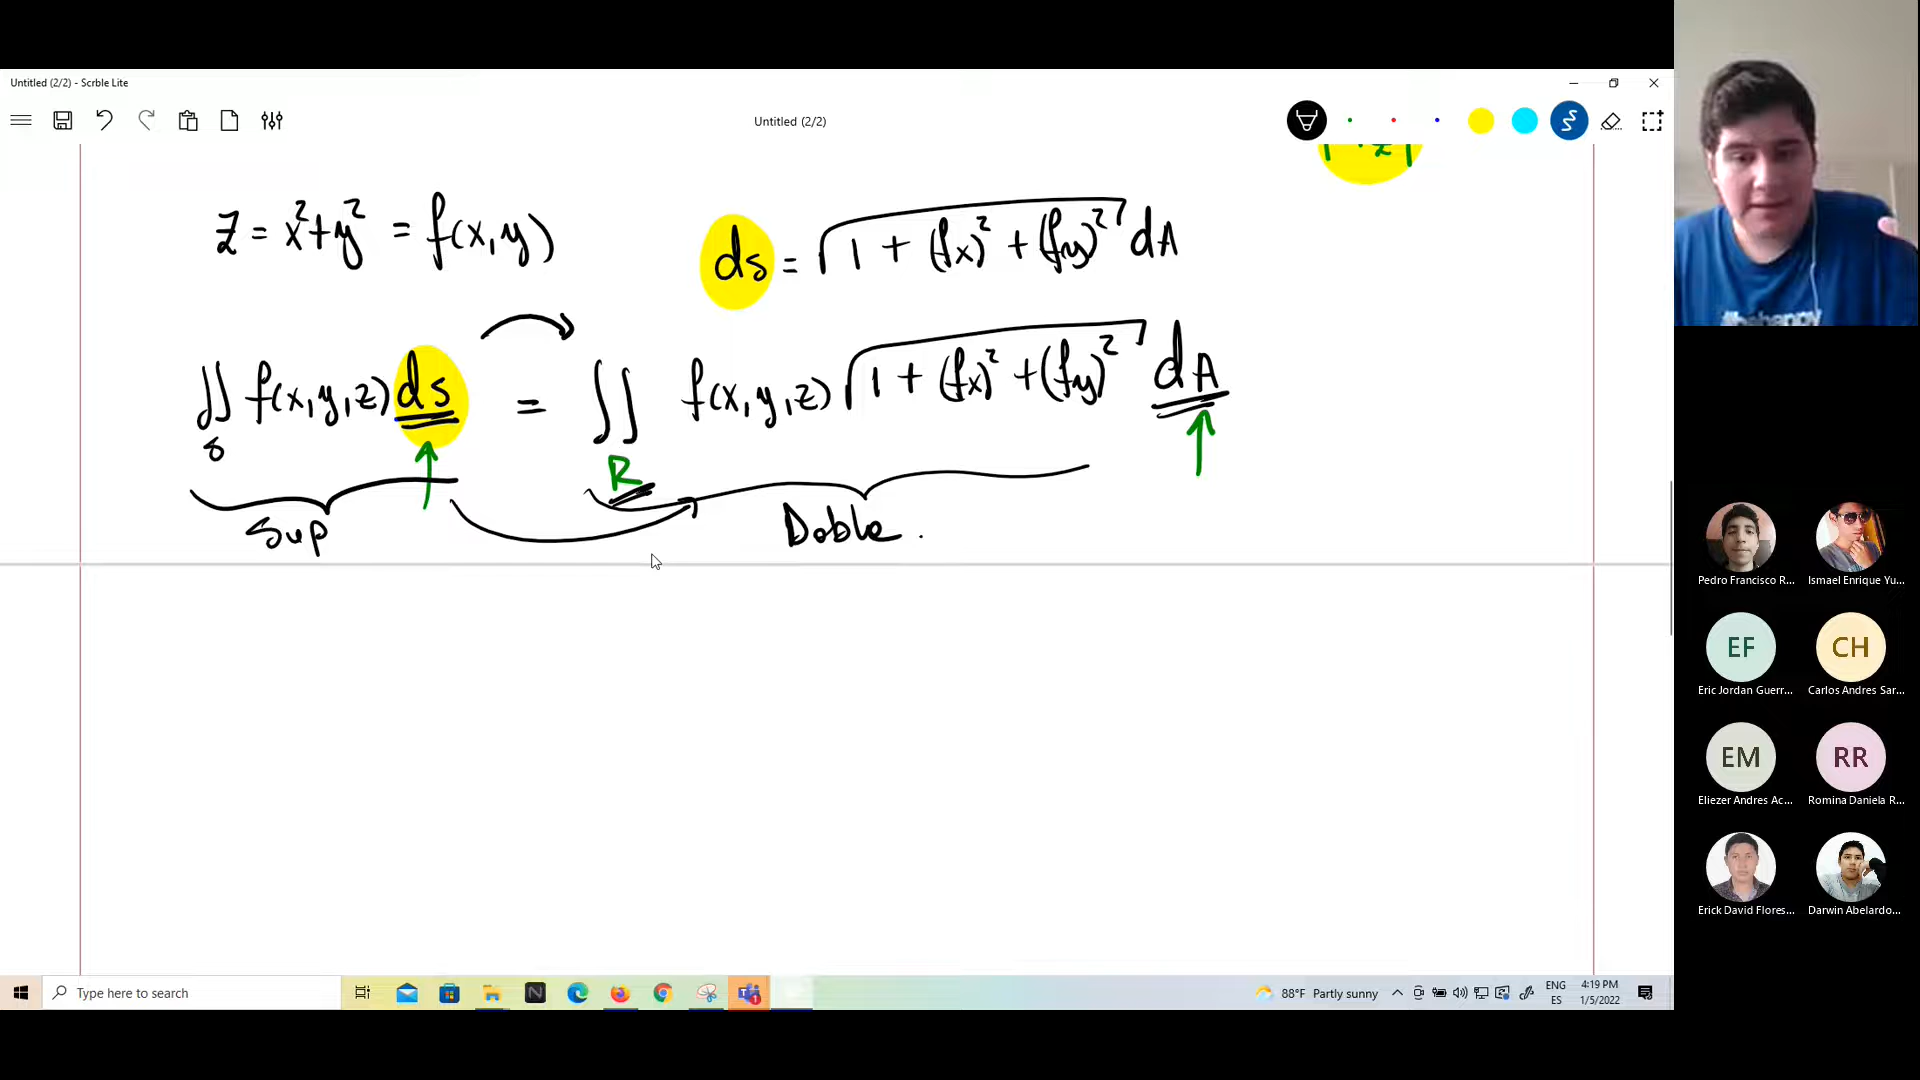 Untitled (2/2) - Scrble Lite
Untitled (2/2)
z = x² + y² = f(x,y)
ds = √(1 + (fx)² + (fy)²) dA
∬ f(x,y,z) ds = ∬ f(x,y,z) √(1 + (fx)² + (fy)²) dA
S
R
Sup
Doble.
Pedro Francisco R...
Ismael Enrique Yu...
EF
CH
Eric Jordan Guerr...
Carlos Andres Sar...
EM
RR
Eliezer Andres Ac...
Romina Daniela R...
Erick David Flores...
Darwin Abelardo...
Type here to search
88°F Partly sunny
ENG
ES
4:19 PM
1/5/2022